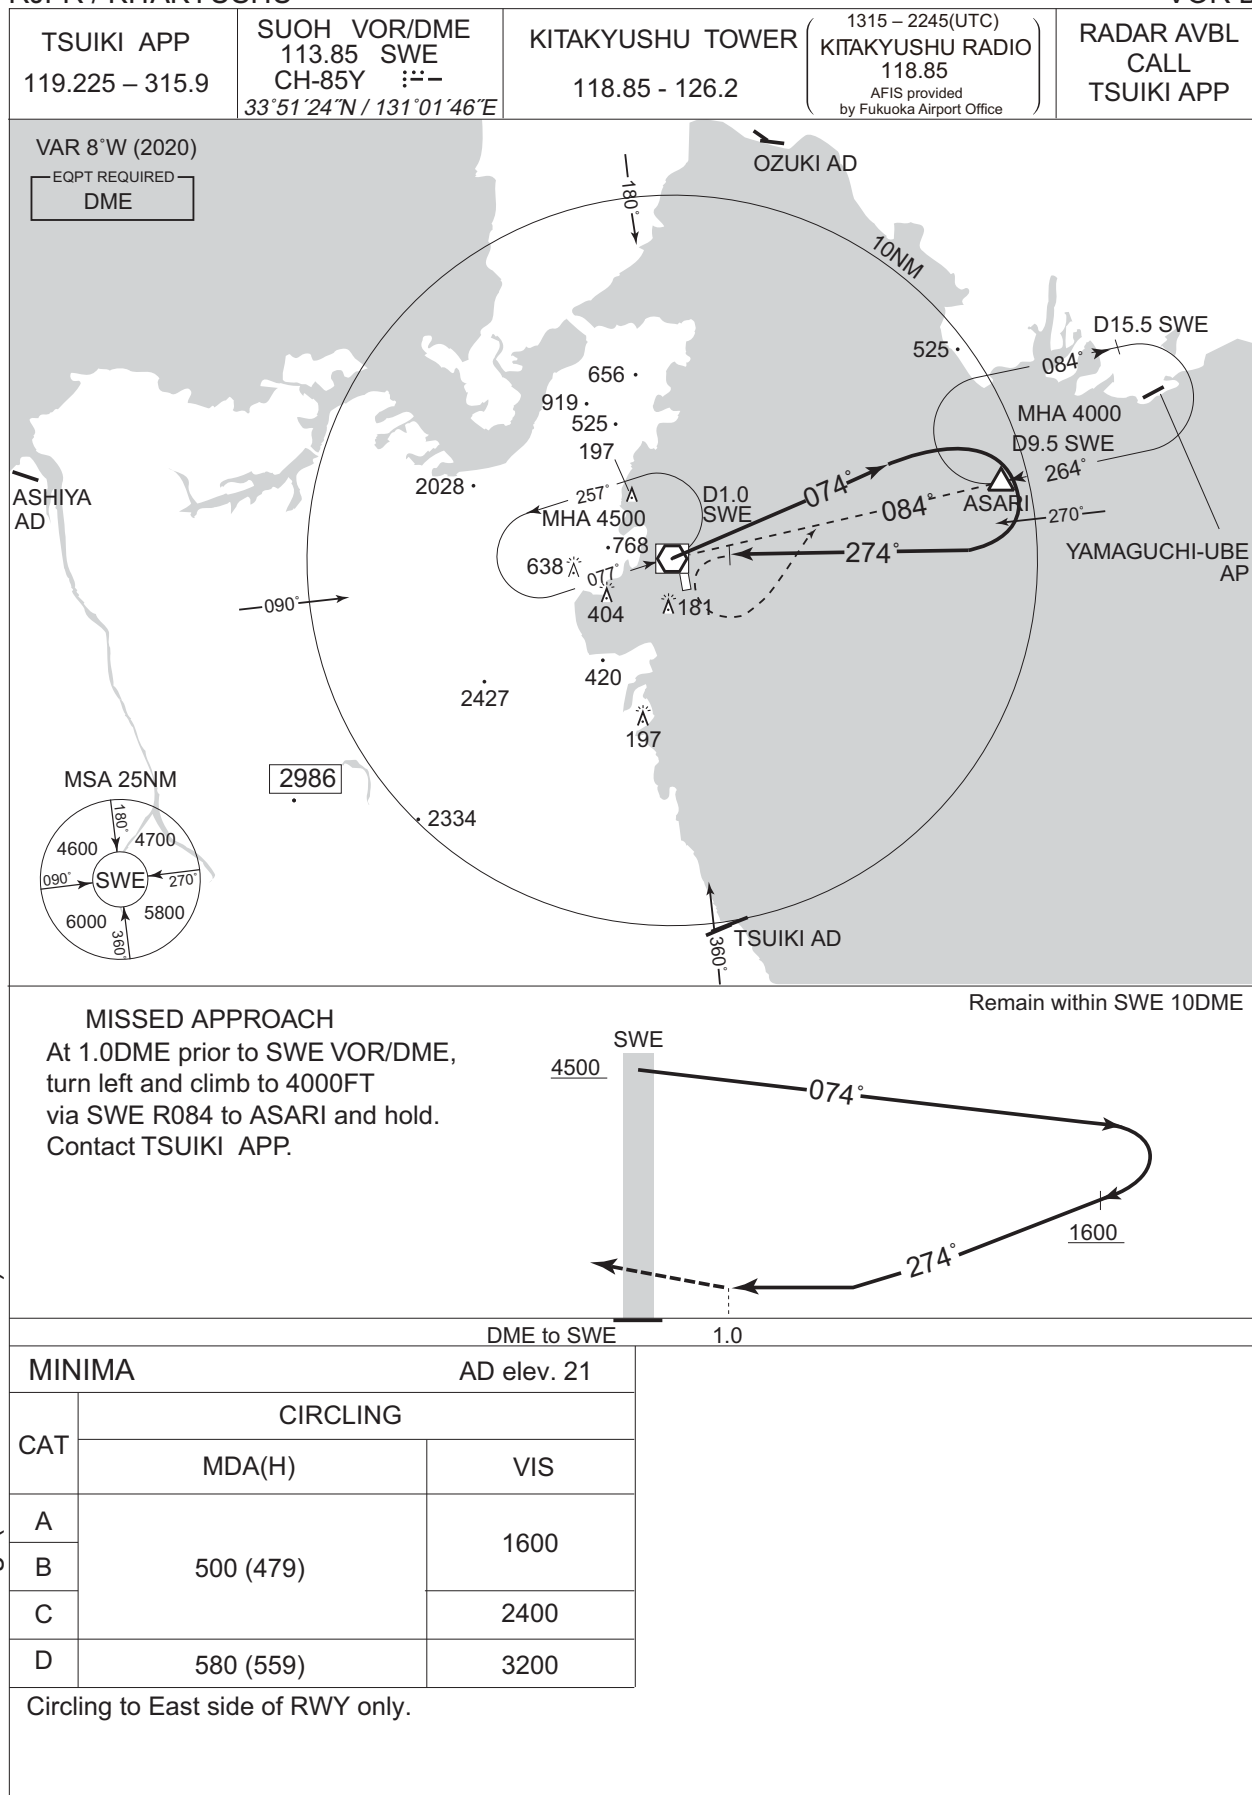 TSUIKI APP
119.225 – 315.9
SUOH VOR/DME
113.85 SWE
CH-85Y
33°51´24˝N / 131°01´46˝E
KITAKYUSHU TOWER
118.85 - 126.2
1315 – 2245(UTC)
KITAKYUSHU RADIO
118.85
AFIS provided
by Fukuoka Airport Office
RADAR AVBL
CALL
TSUIKI APP
VAR 8°W (2020)
EQPT REQUIRED
DME
OZUKI AD
180°
10NM
D15.5 SWE
525
084°
656
919
525
197
MHA 4000
D9.5 SWE
264°
2028
257°
MHA 4500
D1.0
SWE
074°
084°
ASARI
270°
ASHIYA
AD
768
638
077°
274°
YAMAGUCHI-UBE
AP
090°
404
181
420
2427
197
MSA 25NM
2986
2334
180°
4600
4700
090°
SWE
270°
6000
5800
360°
TSUIKI AD
360°
Remain within SWE 10DME
MISSED APPROACH
At 1.0DME prior to SWE VOR/DME,
turn left and climb to 4000FT
via SWE R084 to ASARI and hold.
Contact TSUIKI APP.
SWE
4500
074°
1600
274°
DME to SWE 1.0
MINIMA AD elev. 21
CAT
CIRCLING
MDA(H) VIS
A
B
500 (479)
1600
C
2400
D 580 (559) 3200
Circling to East side of RWY only.